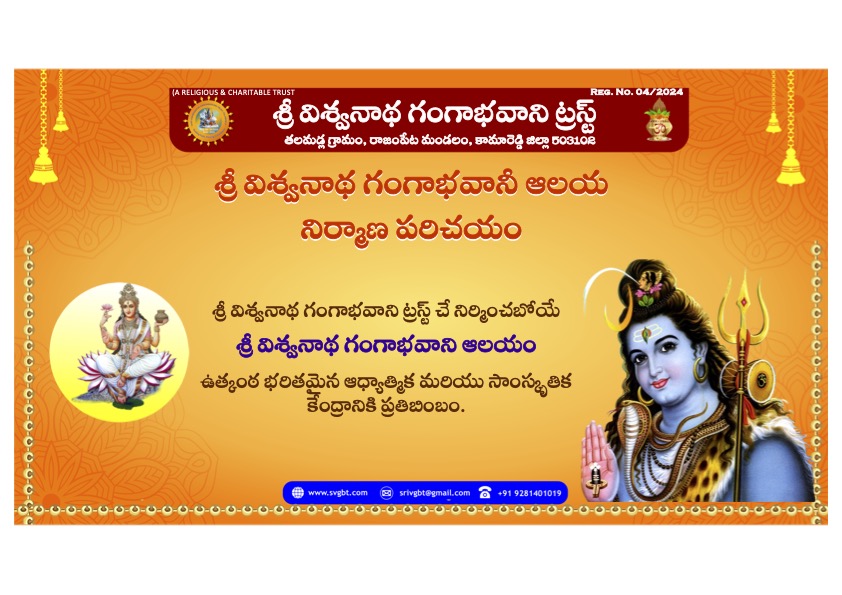 (A RELIGIOUS & CHARITABLE TRUST
REG. NO. 04/2024
శ్రీ విశ్వనాథ గంగాభవాని ట్రస్ట్
తలమడ్ల గ్రామం, రాజంపేట మండలం, కామారెడ్డి జిల్లా 503102
శ్రీ విశ్వనాథ గంగాభవానీ ఆలయ
నిర్మాణ పరిచయం
శ్రీ విశ్వనాథ గంగాభవాని ట్రస్ట్ చే నిర్మించబోయే
శ్రీ విశ్వనాథ గంగాభవాని ఆలయం
ఉత్కంఠ భరితమైన ఆధ్యాత్మిక మరియు సాంస్కృతిక
కేంద్రానికి ప్రతిబింబం.
www.svgbt.com srivgbt@gmail.com +91 9281401019